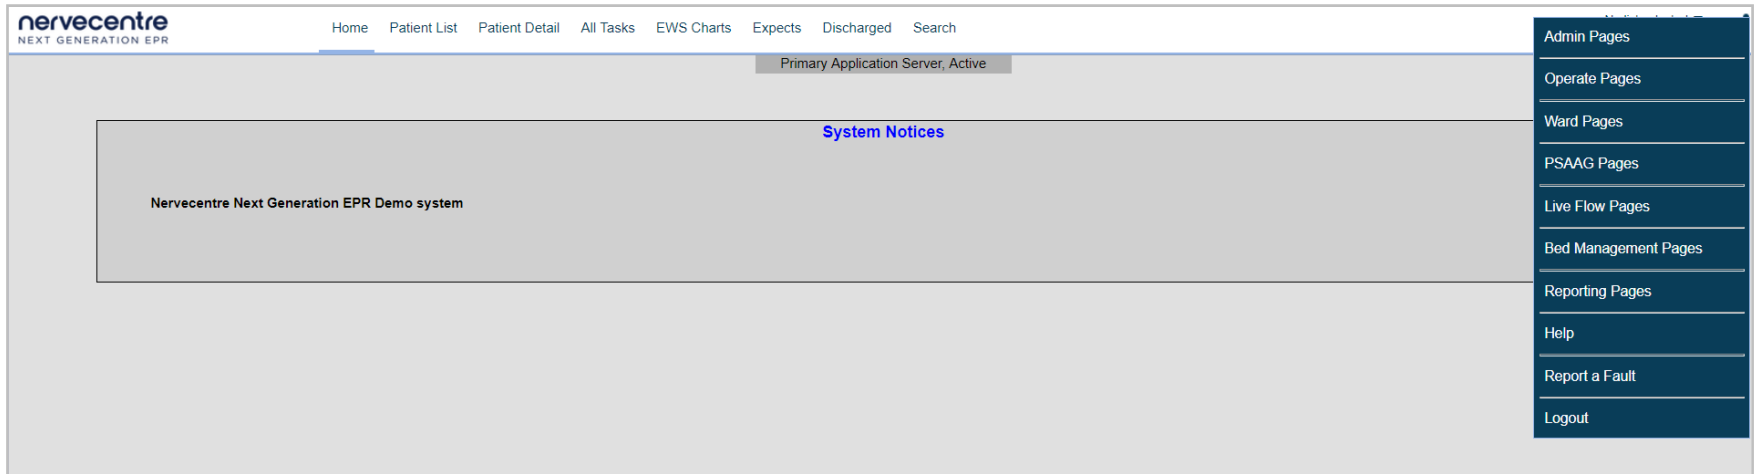 nervecentre
NEXT GENERATION EPR
Home Patient List Patient Detail All Tasks EWS Charts Expects Discharged Search
Primary Application Server, Active
System Notices
Nervecentre Next Generation EPR Demo system
Admin Pages
Operate Pages
Ward Pages
PSAAG Pages
Live Flow Pages
Bed Management Pages
Reporting Pages
Help
Report a Fault
Logout